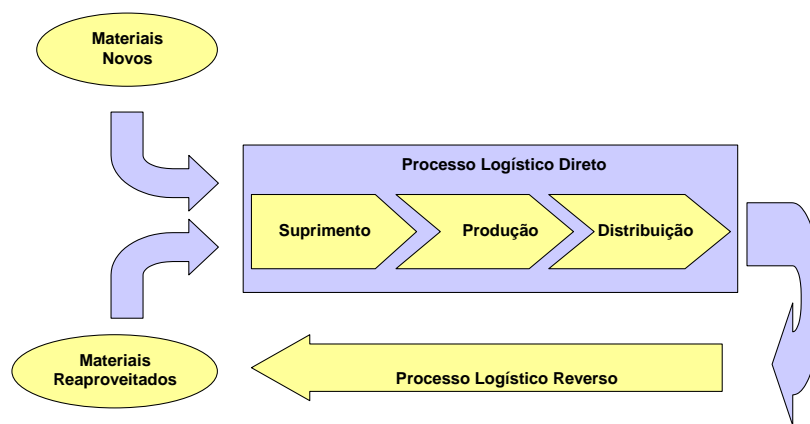 Materiais
Novos
Processo Logístico Direto
Suprimento
Produção
Distribuição
Materiais
Reaproveitados
Processo Logístico Reverso